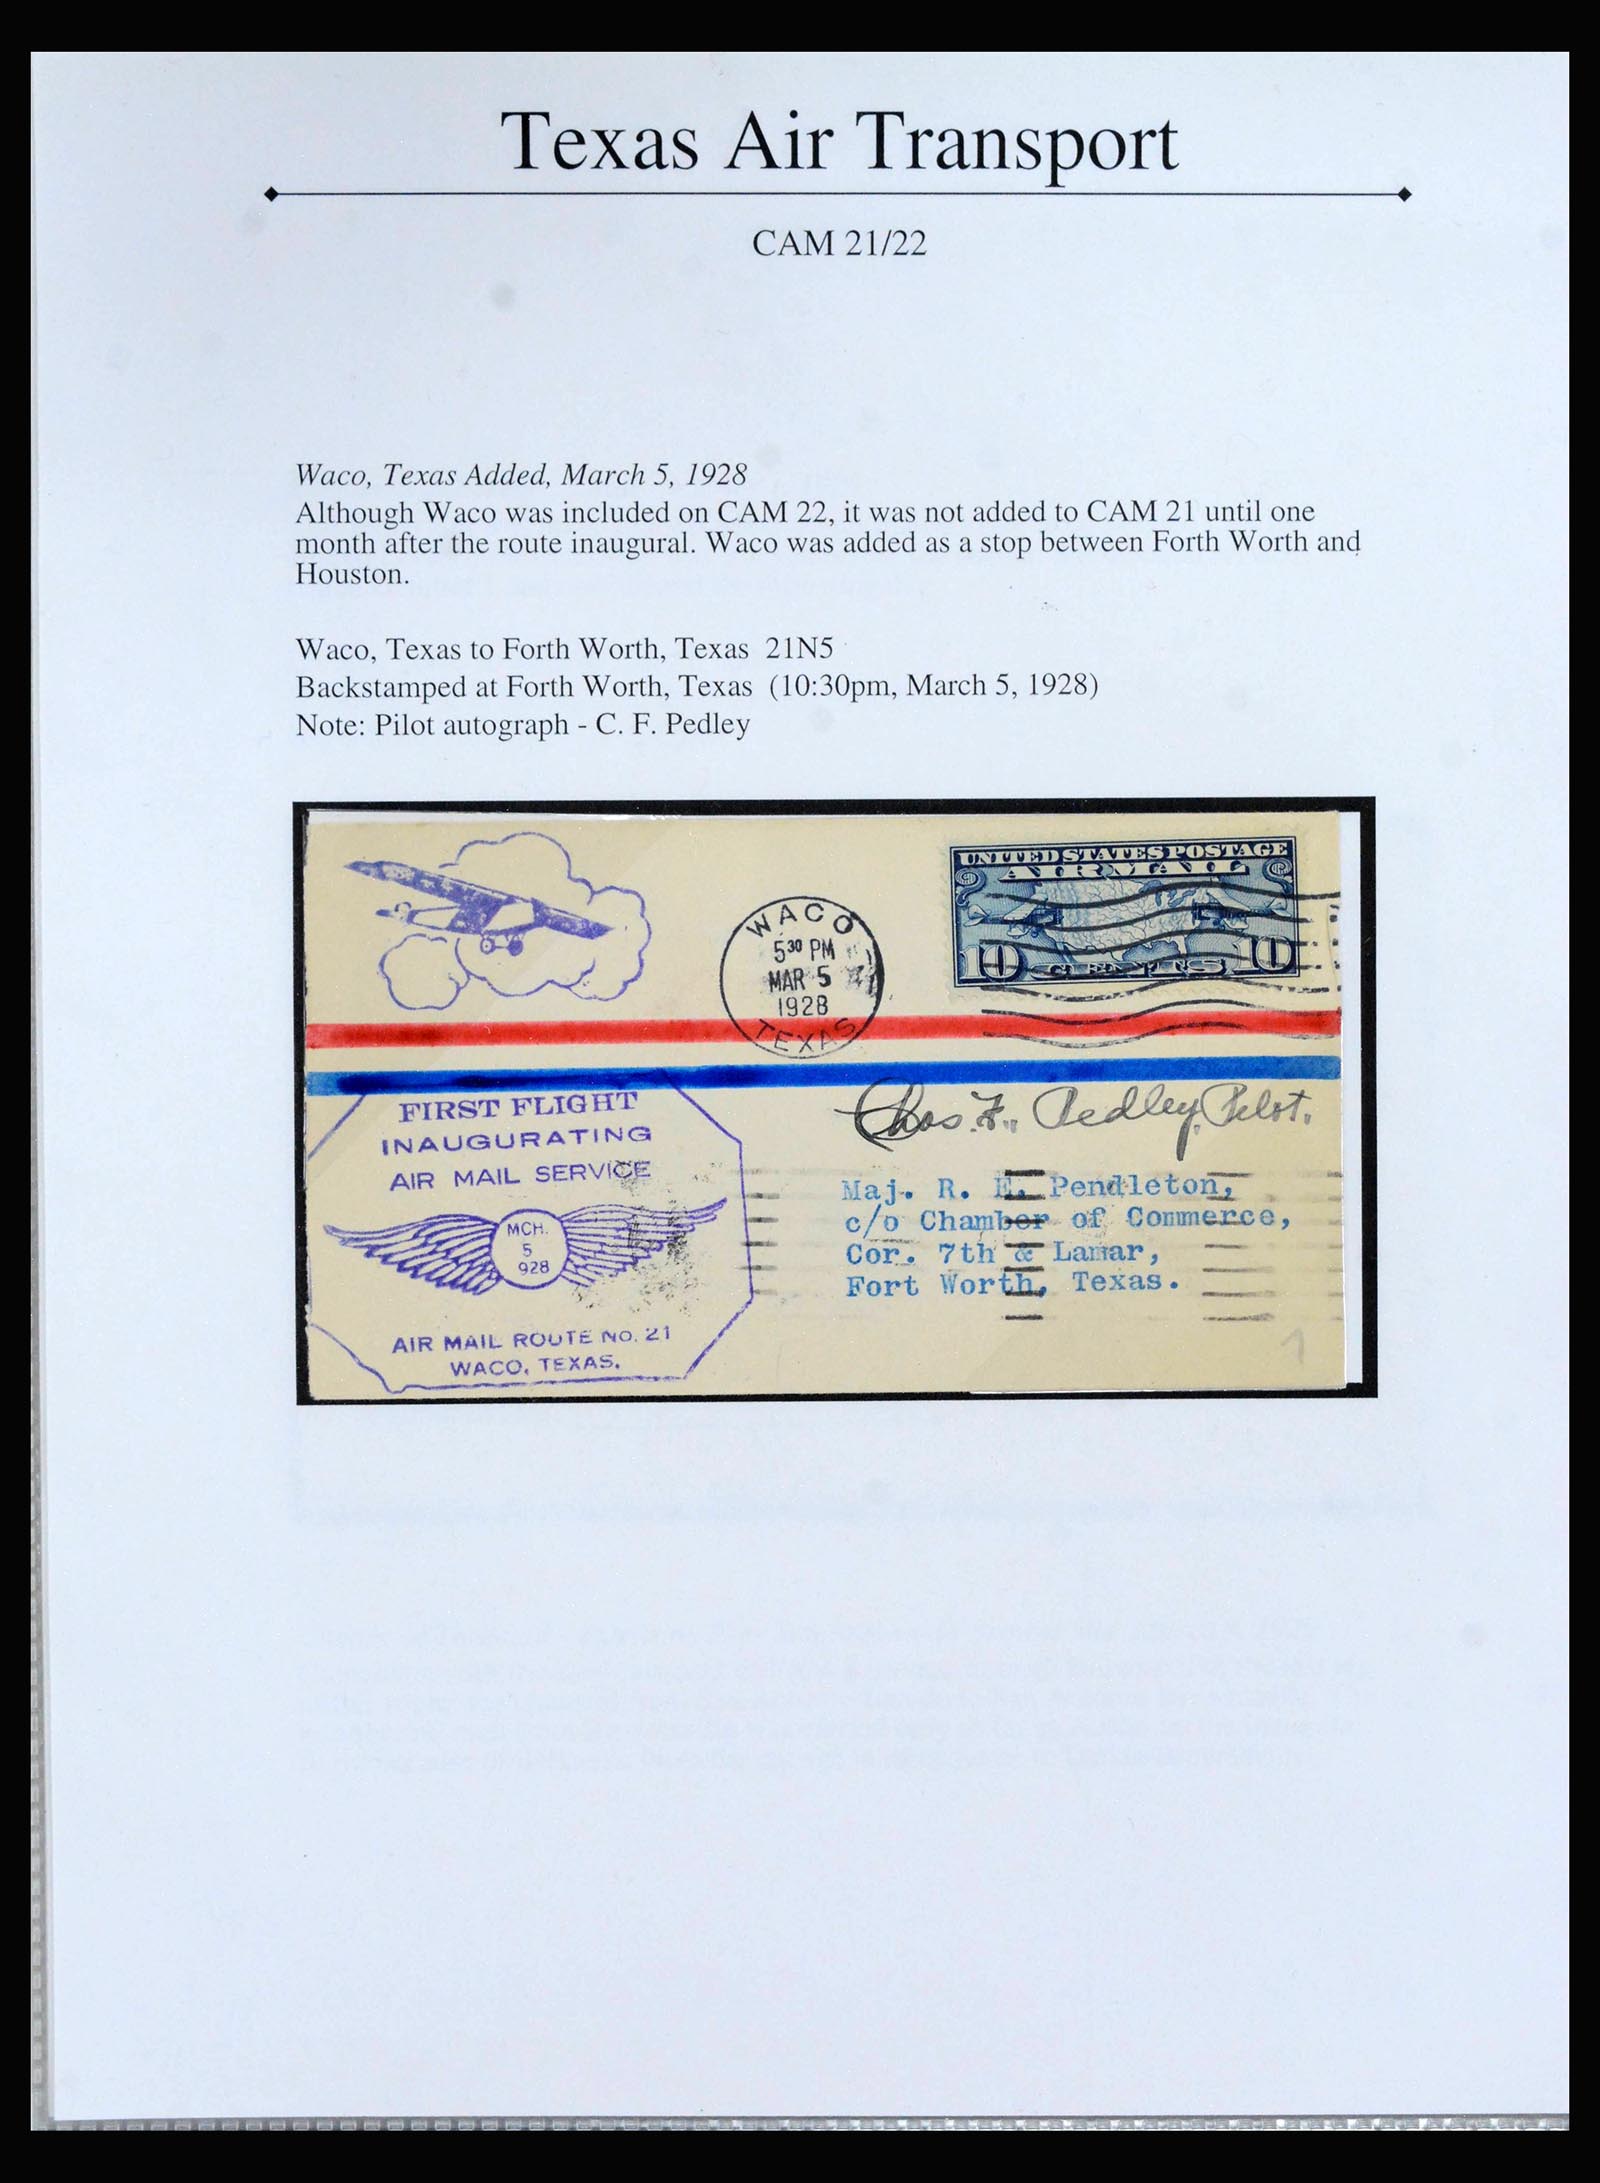 Texas Air Transport
CAM 21/22
Waco, Texas Added, March 5, 1928
Although Waco was included on CAM 22, it was not added to CAM 21 until one
month after the route inaugural. Waco was added as a stop between Forth Worth and
Houston.
Waco, Texas to Forth Worth, Texas 21N5
Backstamped at Forth Worth, Texas (10:30pm, March 5, 1928)
Note: Pilot autograph - C. F. Pedley
UNITED STATES POSTAGE
AIR MAIL
10 CENTS 10
WACO
5 30 PM
MAR 5
1928
TEXAS
Chas. F. Pedley, Pilot.
FIRST FLIGHT
INAUGURATING
AIR MAIL SERVICE
MCH.
5
928
AIR MAIL ROUTE NO. 21
WACO, TEXAS.
Maj. R. E. Pendleton,
c/o Chamber of Commerce,
Cor. 7th & Lamar,
Fort Worth, Texas.